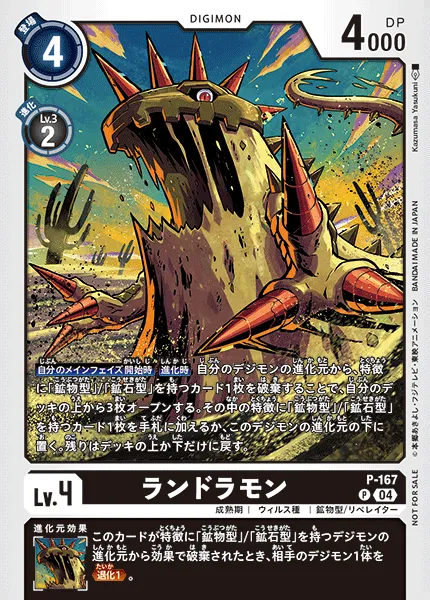 登場
4
DIGIMON
DP
4000
進化
Lv.3
2
Kazumasa Yasukuni
©本郷あきよし・フジテレビ・東映アニメーション BANDAI MADE IN JAPAN
自分のメインフェイズ開始時 進化時 自分のデジモンの進化元から、特徴
に「鉱物型」/「鉱石型」を持つカード1枚を破棄することで、自分のデ
ッキの上から3枚オープンする。その中の特徴に「鉱物型」/「鉱石型」
を持つカード1枚を手札に加えるか、このデジモンの進化元の下に
置く。残りはデッキの上か下だけに戻す。
P-167
Lv.4
ランドラモン
P 04
成熟期 | ウィルス種 | 鉱物型/リベレイター
NOT FOR SALE
進化元効果
このカードが特徴に「鉱物型」/「鉱石型」を持つデジモンの
進化元から効果で破棄されたとき、相手のデジモン1体を
退化1。